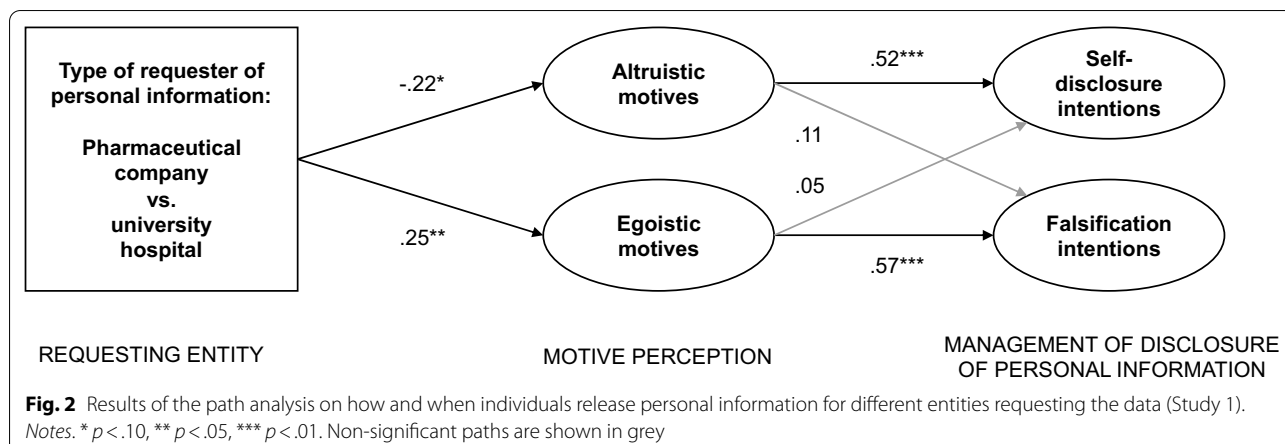 Type of requester of
personal information:
Pharmaceutical
company
vs.
university
hospital
-.22*
.25**
Altruistic
motives
Egoistic
motives
.52***
.11
.05
.57***
Self-
disclosure
intentions
Falsification
intentions
REQUESTING ENTITY
MOTIVE PERCEPTION
MANAGEMENT OF DISCLOSURE
OF PERSONAL INFORMATION
Fig. 2 Results of the path analysis on how and when individuals release personal information for different entities requesting the data (Study 1).
Notes. * p < .10, ** p < .05, *** p < .01. Non-significant paths are shown in grey